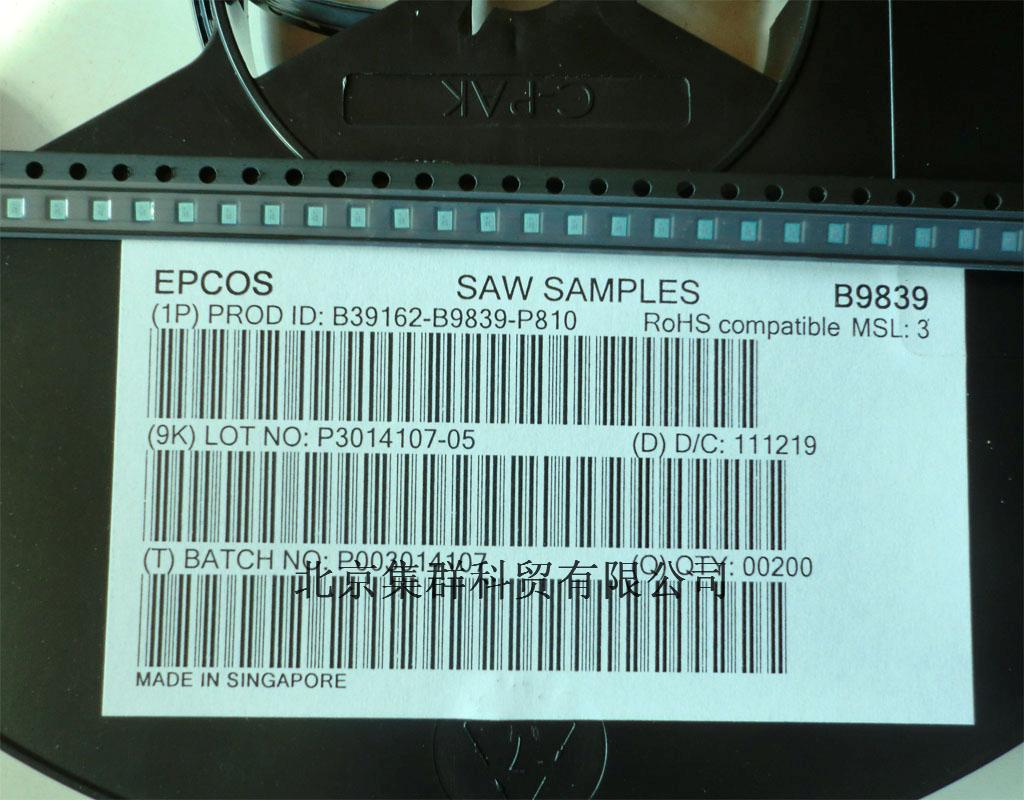 C-PAK
EPCOS SAW SAMPLES B9839
(1P) PROD ID: B39162-B9839-P810 RoHS compatible MSL: 3
(9K) LOT NO: P3014107-05 (D) D/C: 111219
(T) BATCH NO: P003014107 (Q) QTY: 00200
北京集群科贸有限公司
MADE IN SINGAPORE